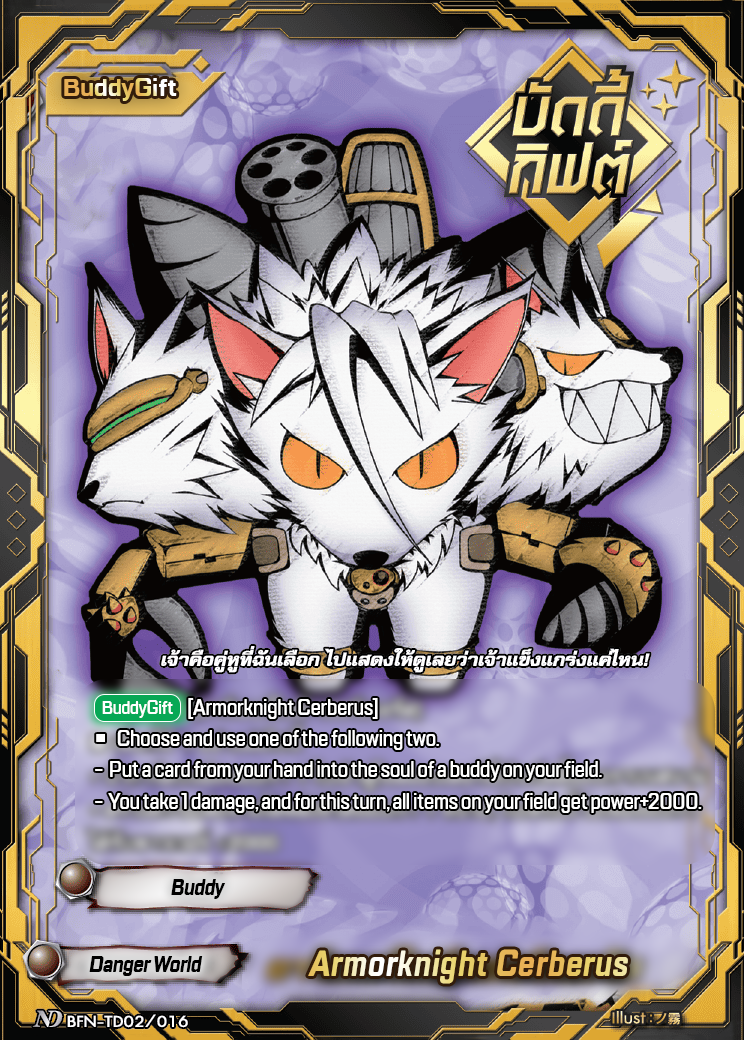 BuddyGift
บัดดี้
กิฟต์
เจ้าคือคู่หูที่ฉันเลือก ไปแสดงให้ดูเลยว่าเจ้าแข็งแกร่งแค่ไหน!
BuddyGift [Armorknight Cerberus]
■ Choose and use one of the following two.
- Put a card from your hand into the soul of a buddy on your field.
- You take 1 damage, and for this turn, all items on your field get power+2000.
Buddy
Danger World
Armorknight Cerberus
ND BFN-TD02/016
Illust:ノ霧